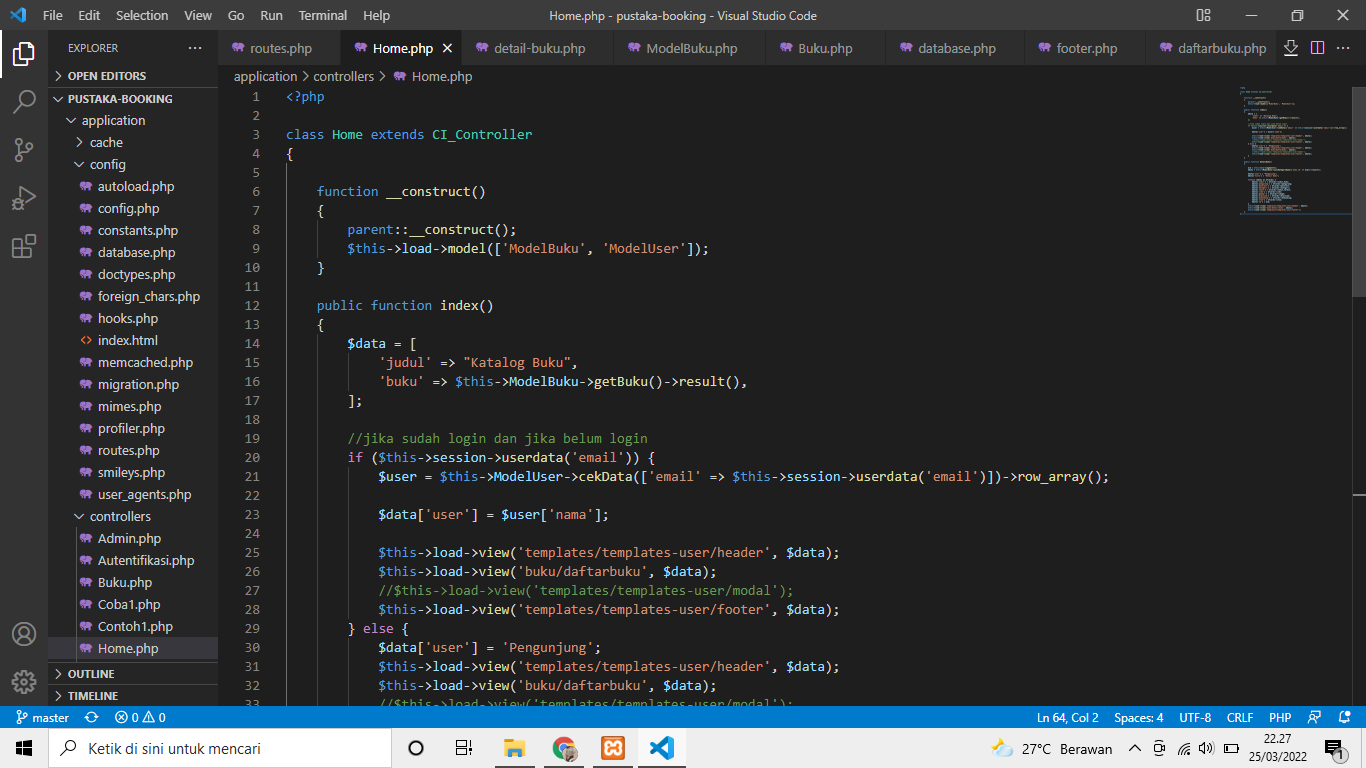 File Edit Selection View Go Run Terminal Help
Home.php - pustaka-booking - Visual Studio Code
EXPLORER
OPEN EDITORS
PUSTAKA-BOOKING
application
cache
config
autoload.php
config.php
constants.php
database.php
doctypes.php
foreign_chars.php
hooks.php
index.html
memcached.php
migration.php
mimes.php
profiler.php
routes.php
smileys.php
user_agents.php
controllers
Admin.php
Autentifikasi.php
Buku.php
Coba1.php
Contoh1.php
Home.php
OUTLINE
TIMELINE
routes.php Home.php detail-buku.php ModelBuku.php Buku.php database.php footer.php daftarbuku.php
application > controllers > Home.php
1 <?php
2
3 class Home extends CI_Controller
4 {
5
6 function __construct()
7 {
8 parent::__construct();
9 $this->load->model(['ModelBuku', 'ModelUser']);
10 }
11
12 public function index()
13 {
14 $data = [
15 'judul' => "Katalog Buku",
16 'buku' => $this->ModelBuku->getBuku()->result(),
17 ];
18
19 //jika sudah login dan jika belum login
20 if ($this->session->userdata('email')) {
21 $user = $this->ModelUser->cekData(['email' => $this->session->userdata('email')])->row_array();
22
23 $data['user'] = $user['nama'];
24
25 $this->load->view('templates/templates-user/header', $data);
26 $this->load->view('buku/daftarbuku', $data);
27 //$this->load->view('templates/templates-user/modal');
28 $this->load->view('templates/templates-user/footer', $data);
29 } else {
30 $data['user'] = 'Pengunjung';
31 $this->load->view('templates/templates-user/header', $data);
32 $this->load->view('buku/daftarbuku', $data);
33 //$this->load->view('templates/templates-user/modal');
master 0 0 Ln 64, Col 2 Spaces: 4 UTF-8 CRLF PHP
Ketik di sini untuk mencari
27°C Berawan
22.27
25/03/2022
1